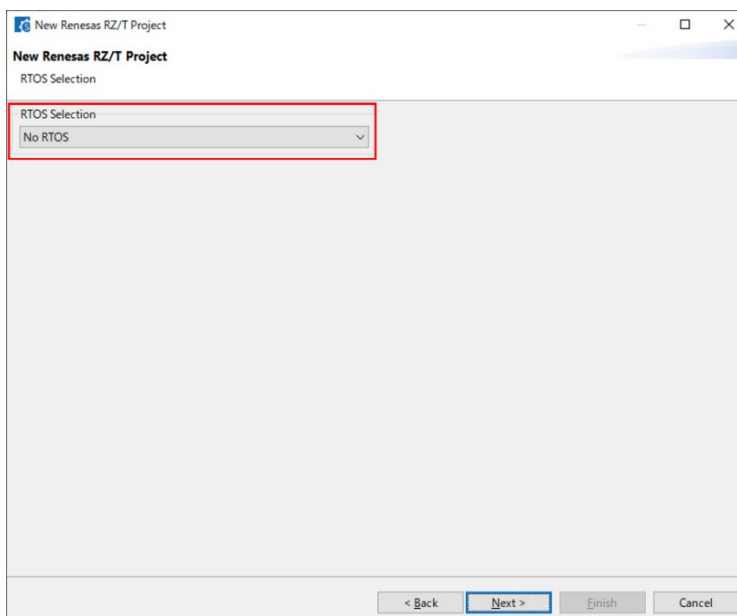 New Renesas RZ/T Project
New Renesas RZ/T Project
RTOS Selection
RTOS Selection
No RTOS
< Back
Next >
Finish
Cancel